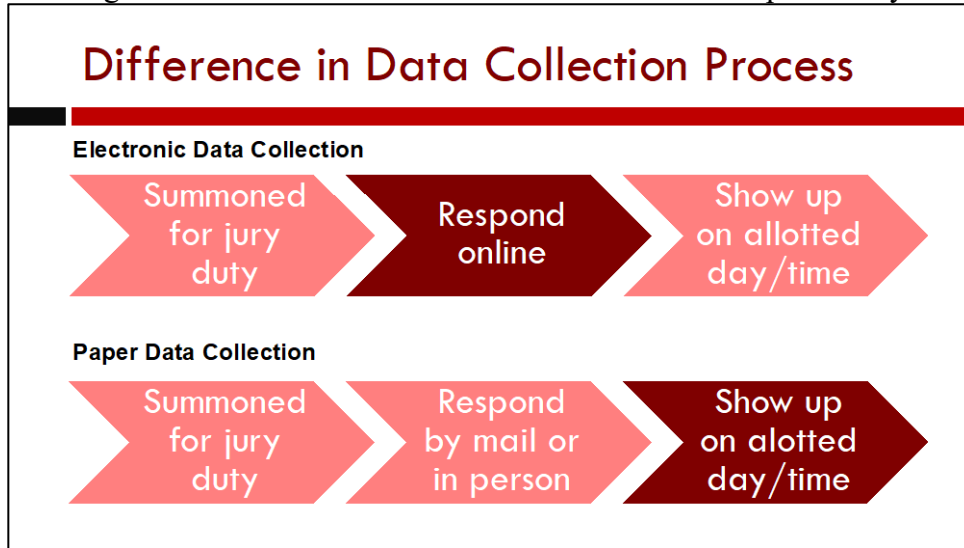 Difference in Data Collection Process
Electronic Data Collection
Summoned
for jury
duty
Respond
online
Show up
on allotted
day/time
Paper Data Collection
Summoned
for jury
duty
Respond
by mail or
in person
Show up
on alotted
day/time